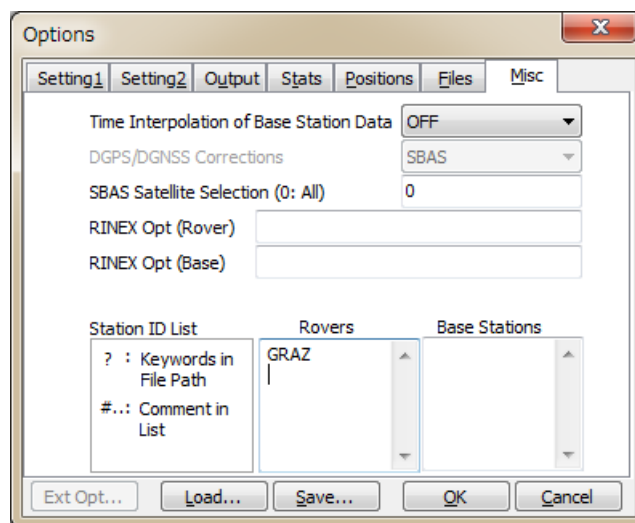 Options
Setting1 Setting2 Output Stats Positions Files Misc
Time Interpolation of Base Station Data OFF
DGPS/DGNSS Corrections SBAS
SBAS Satellite Selection (0: All) 0
RINEX Opt (Rover)
RINEX Opt (Base)
Station ID List Rovers Base Stations
? : Keywords in File Path
#..: Comment in List
GRAZ
Ext Opt... Load... Save... OK Cancel